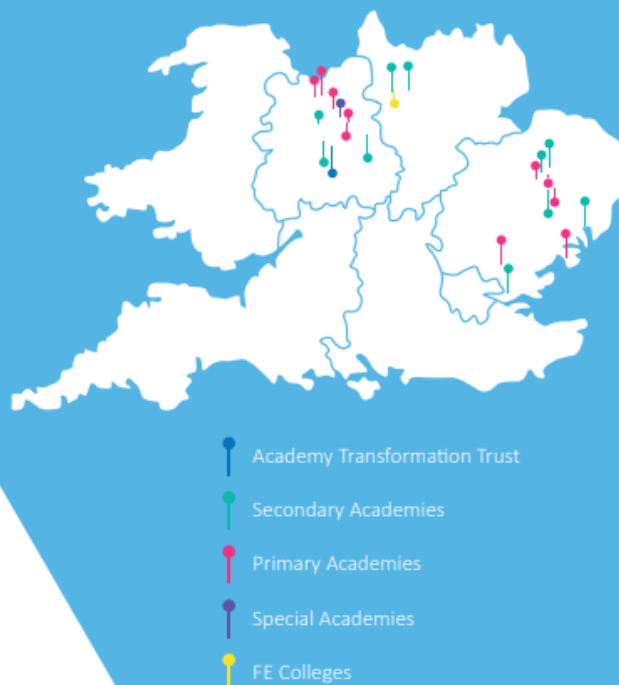 Academy Transformation Trust
Secondary Academies
Primary Academies
Special Academies
FE Colleges